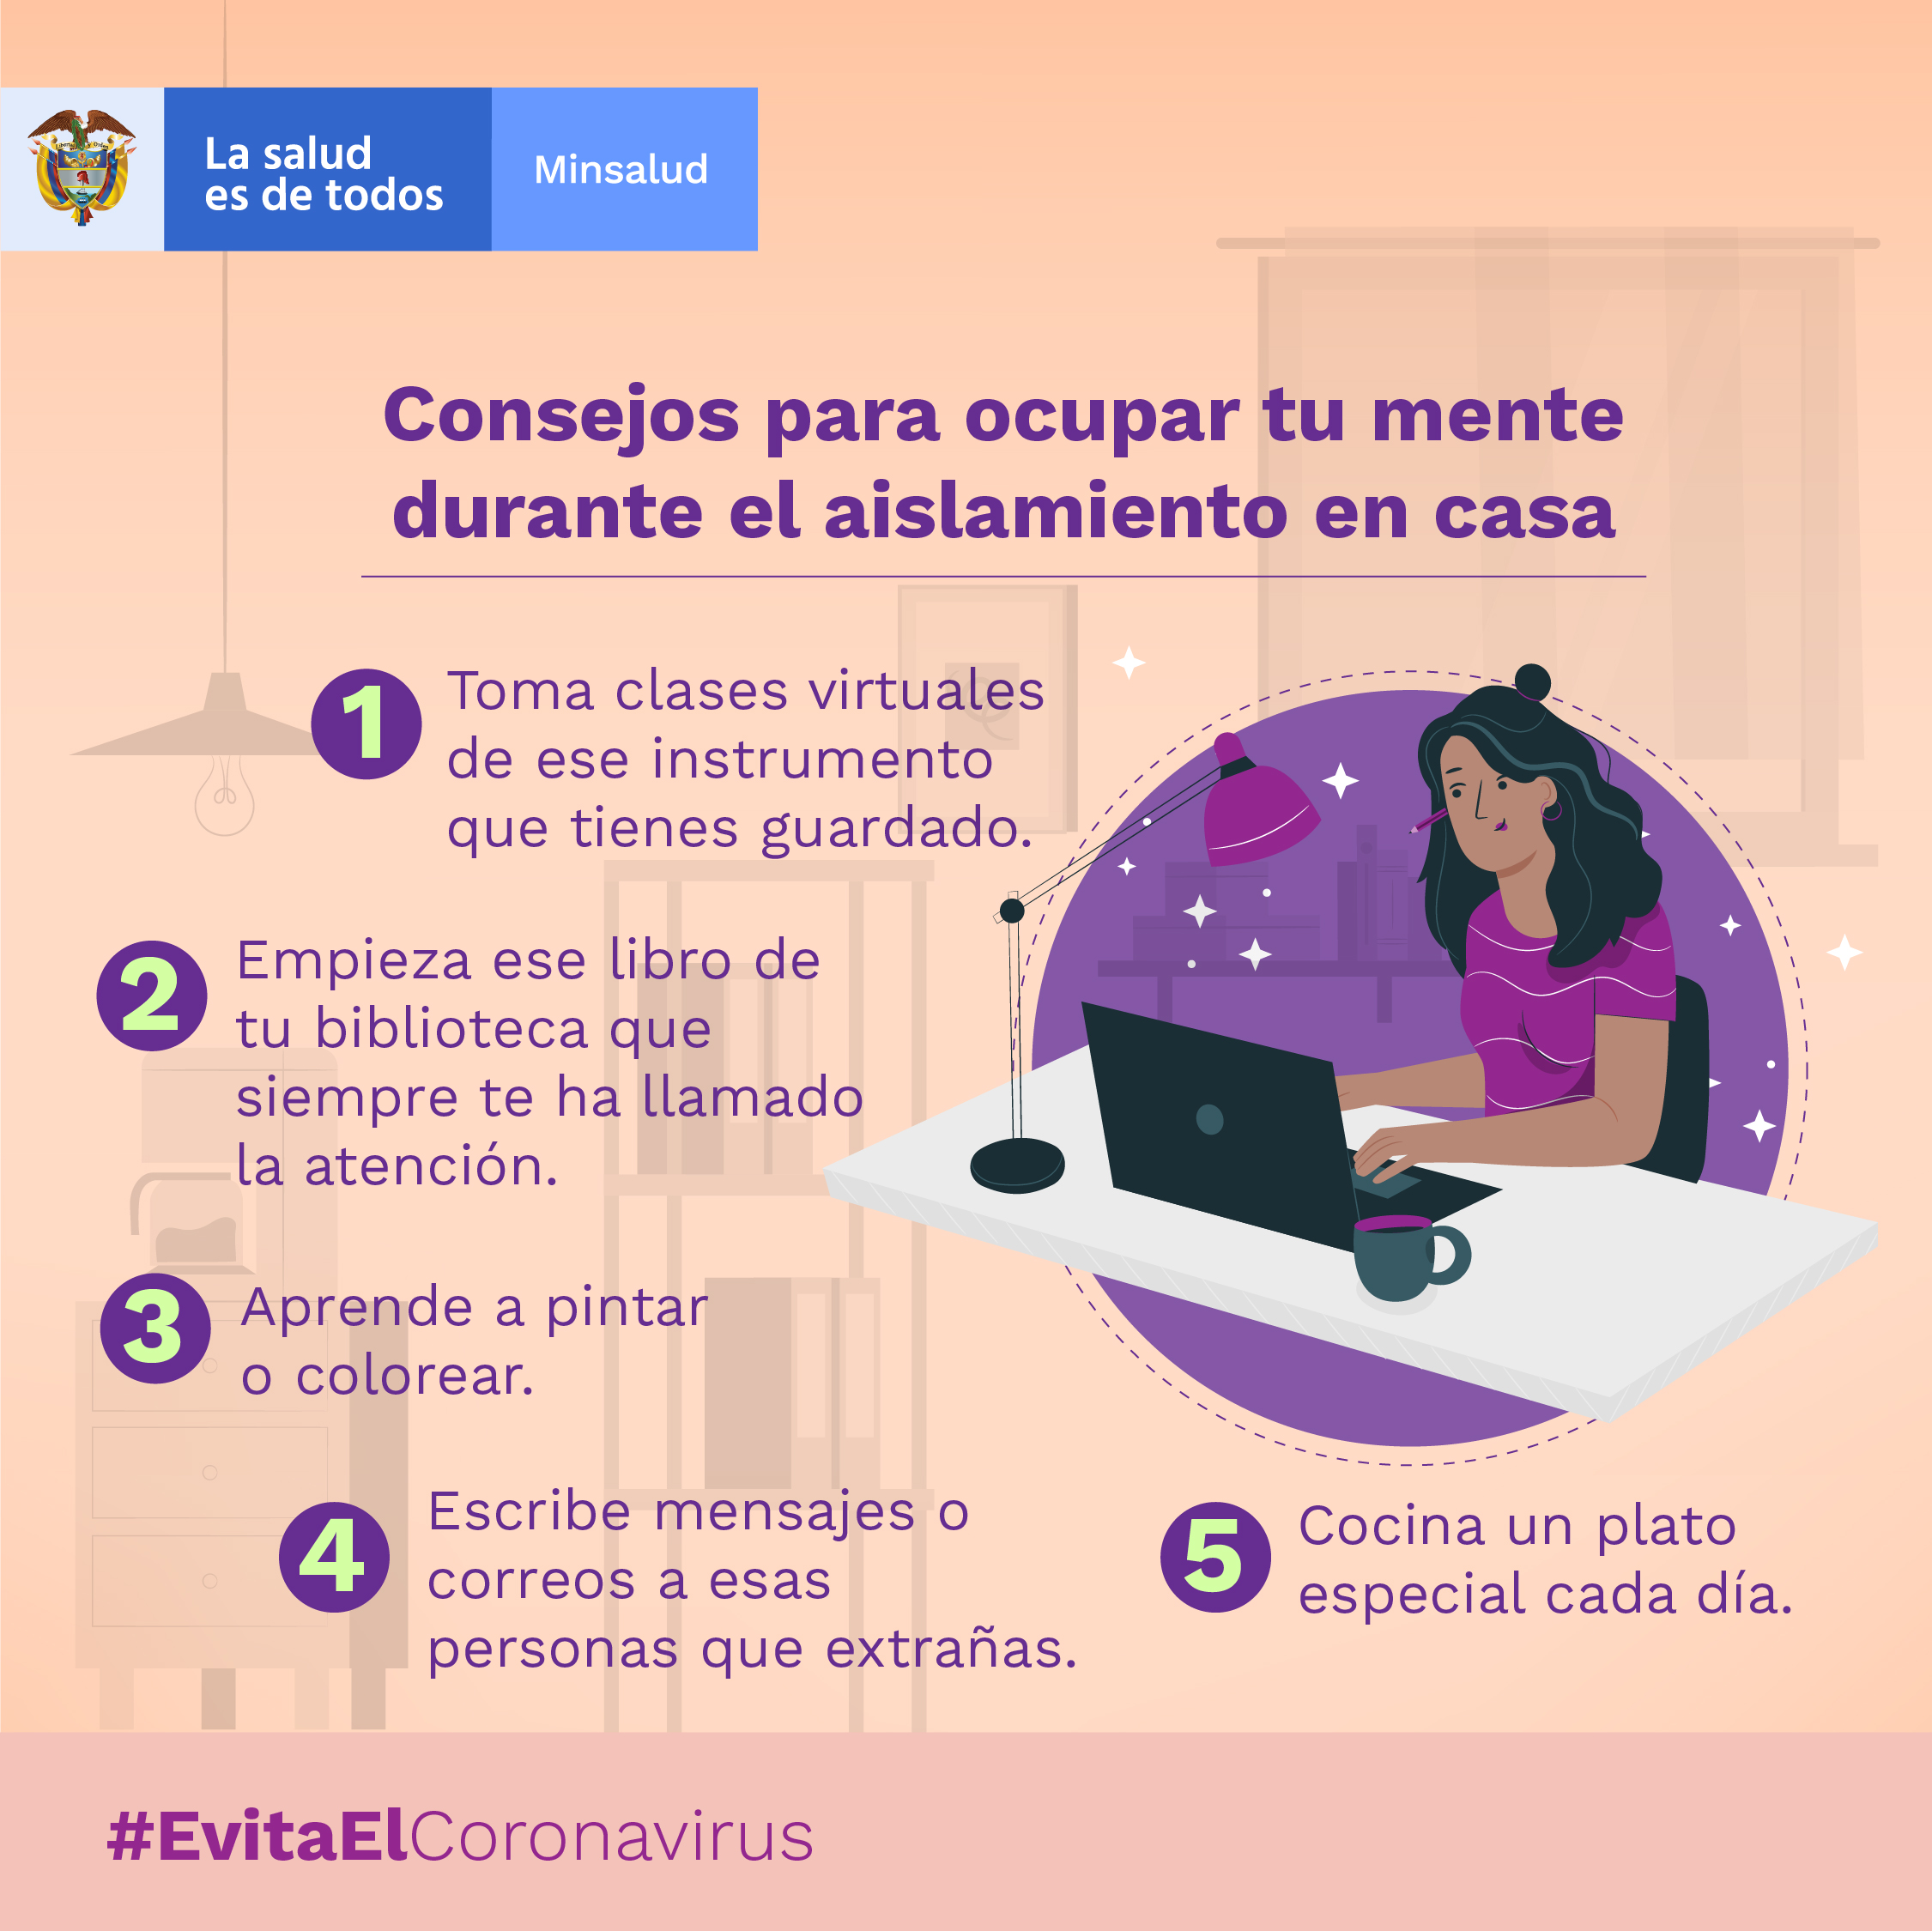 La salud
es de todos
Minsalud
Consejos para ocupar tu mente
durante el aislamiento en casa
1
Toma clases virtuales
de ese instrumento
que tienes guardado.
2
Empieza ese libro de
tu biblioteca que
siempre te ha llamado
la atención.
3
Aprende a pintar
o colorear.
4
Escribe mensajes o
correos a esas
personas que extrañas.
5
Cocina un plato
especial cada día.
#EvitaElCoronavirus